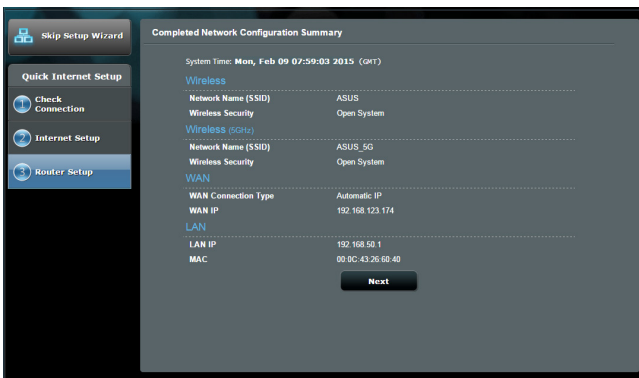 Skip Setup Wizard
Quick Internet Setup
1 Check Connection
2 Internet Setup
3 Router Setup
Completed Network Configuration Summary
System Time: Mon, Feb 09 07:59:03 2015 (GMT)
Wireless
Network Name (SSID) ASUS
Wireless Security Open System
Wireless (5GHz)
Network Name (SSID) ASUS_5G
Wireless Security Open System
WAN
WAN Connection Type Automatic IP
WAN IP 192.168.123.174
LAN
LAN IP 192.168.50.1
MAC 00:0C:43:26:60:40
Next